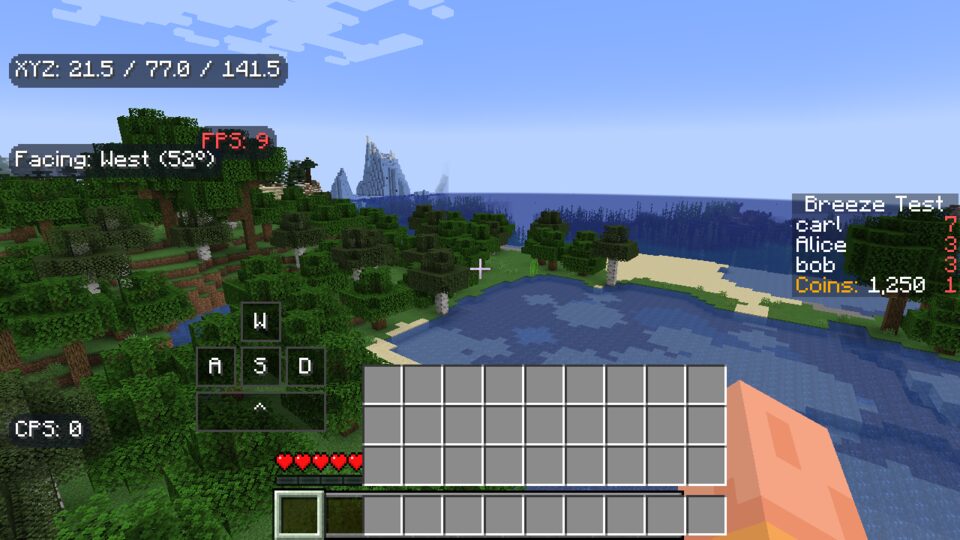 XYZ: 21.5 / 77.0 / 141.5
FPS: 9
Facing: West (52º)
Breeze Test
carl 7
Alice 3
bob 3
Coins: 1,250 1
W
A S D
^
CPS: 0